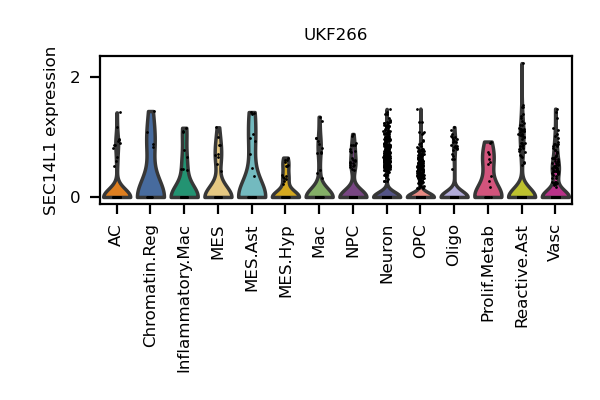 UKF266
SEC14L1 expression
2
0
AC
Chromatin.Reg
Inflammatory.Mac
MES
MES.Ast
MES.Hyp
Mac
NPC
Neuron
OPC
Oligo
Prolif.Metab
Reactive.Ast
Vasc